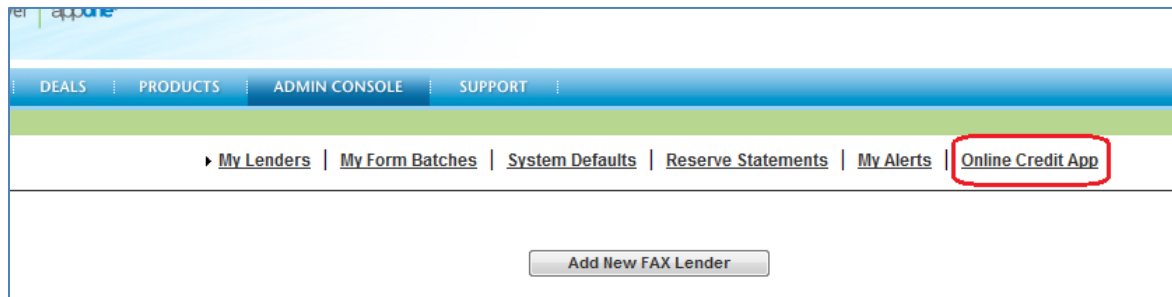 appone
DEALS PRODUCTS ADMIN CONSOLE SUPPORT
My Lenders | My Form Batches | System Defaults | Reserve Statements | My Alerts | Online Credit App
Add New FAX Lender